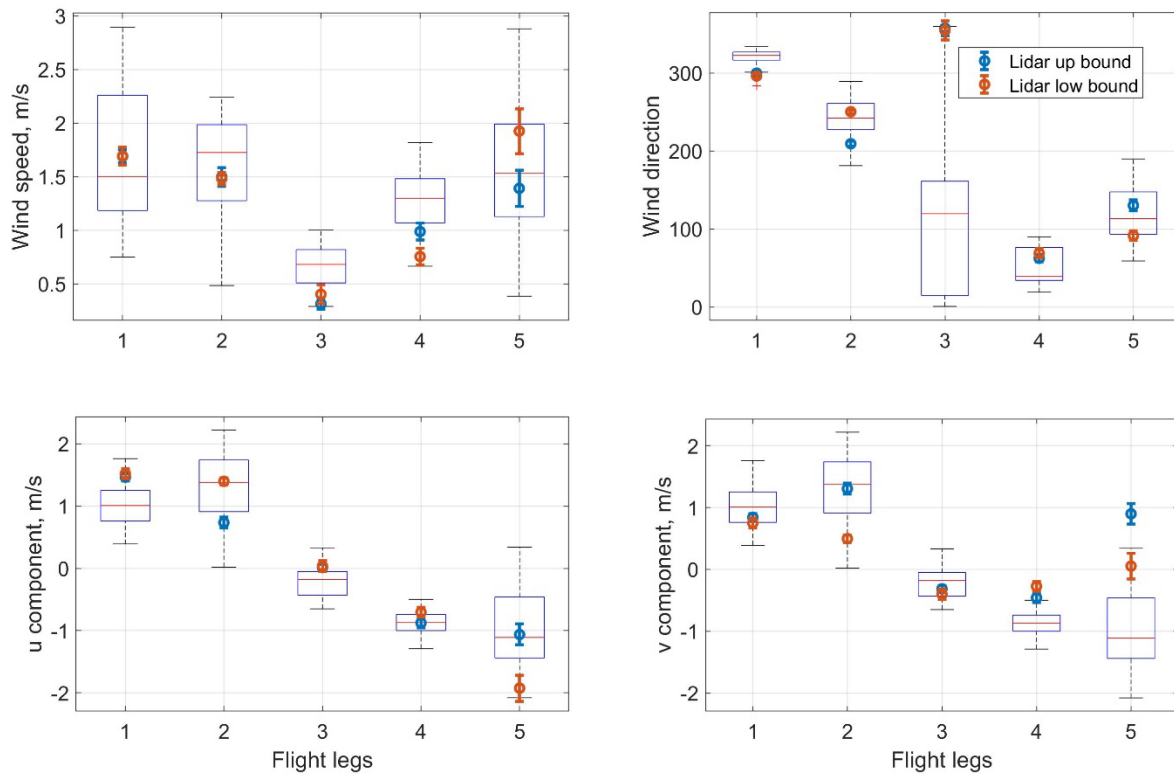 3
2.5
2
1.5
1
0.5
Wind speed, m/s
1 2 3 4 5
300
200
100
0
Wind direction
Lidar up bound
Lidar low bound
1 2 3 4 5
2
1
0
-1
-2
u component, m/s
1 2 3 4 5
Flight legs
2
1
0
-1
-2
v component, m/s
1 2 3 4 5
Flight legs